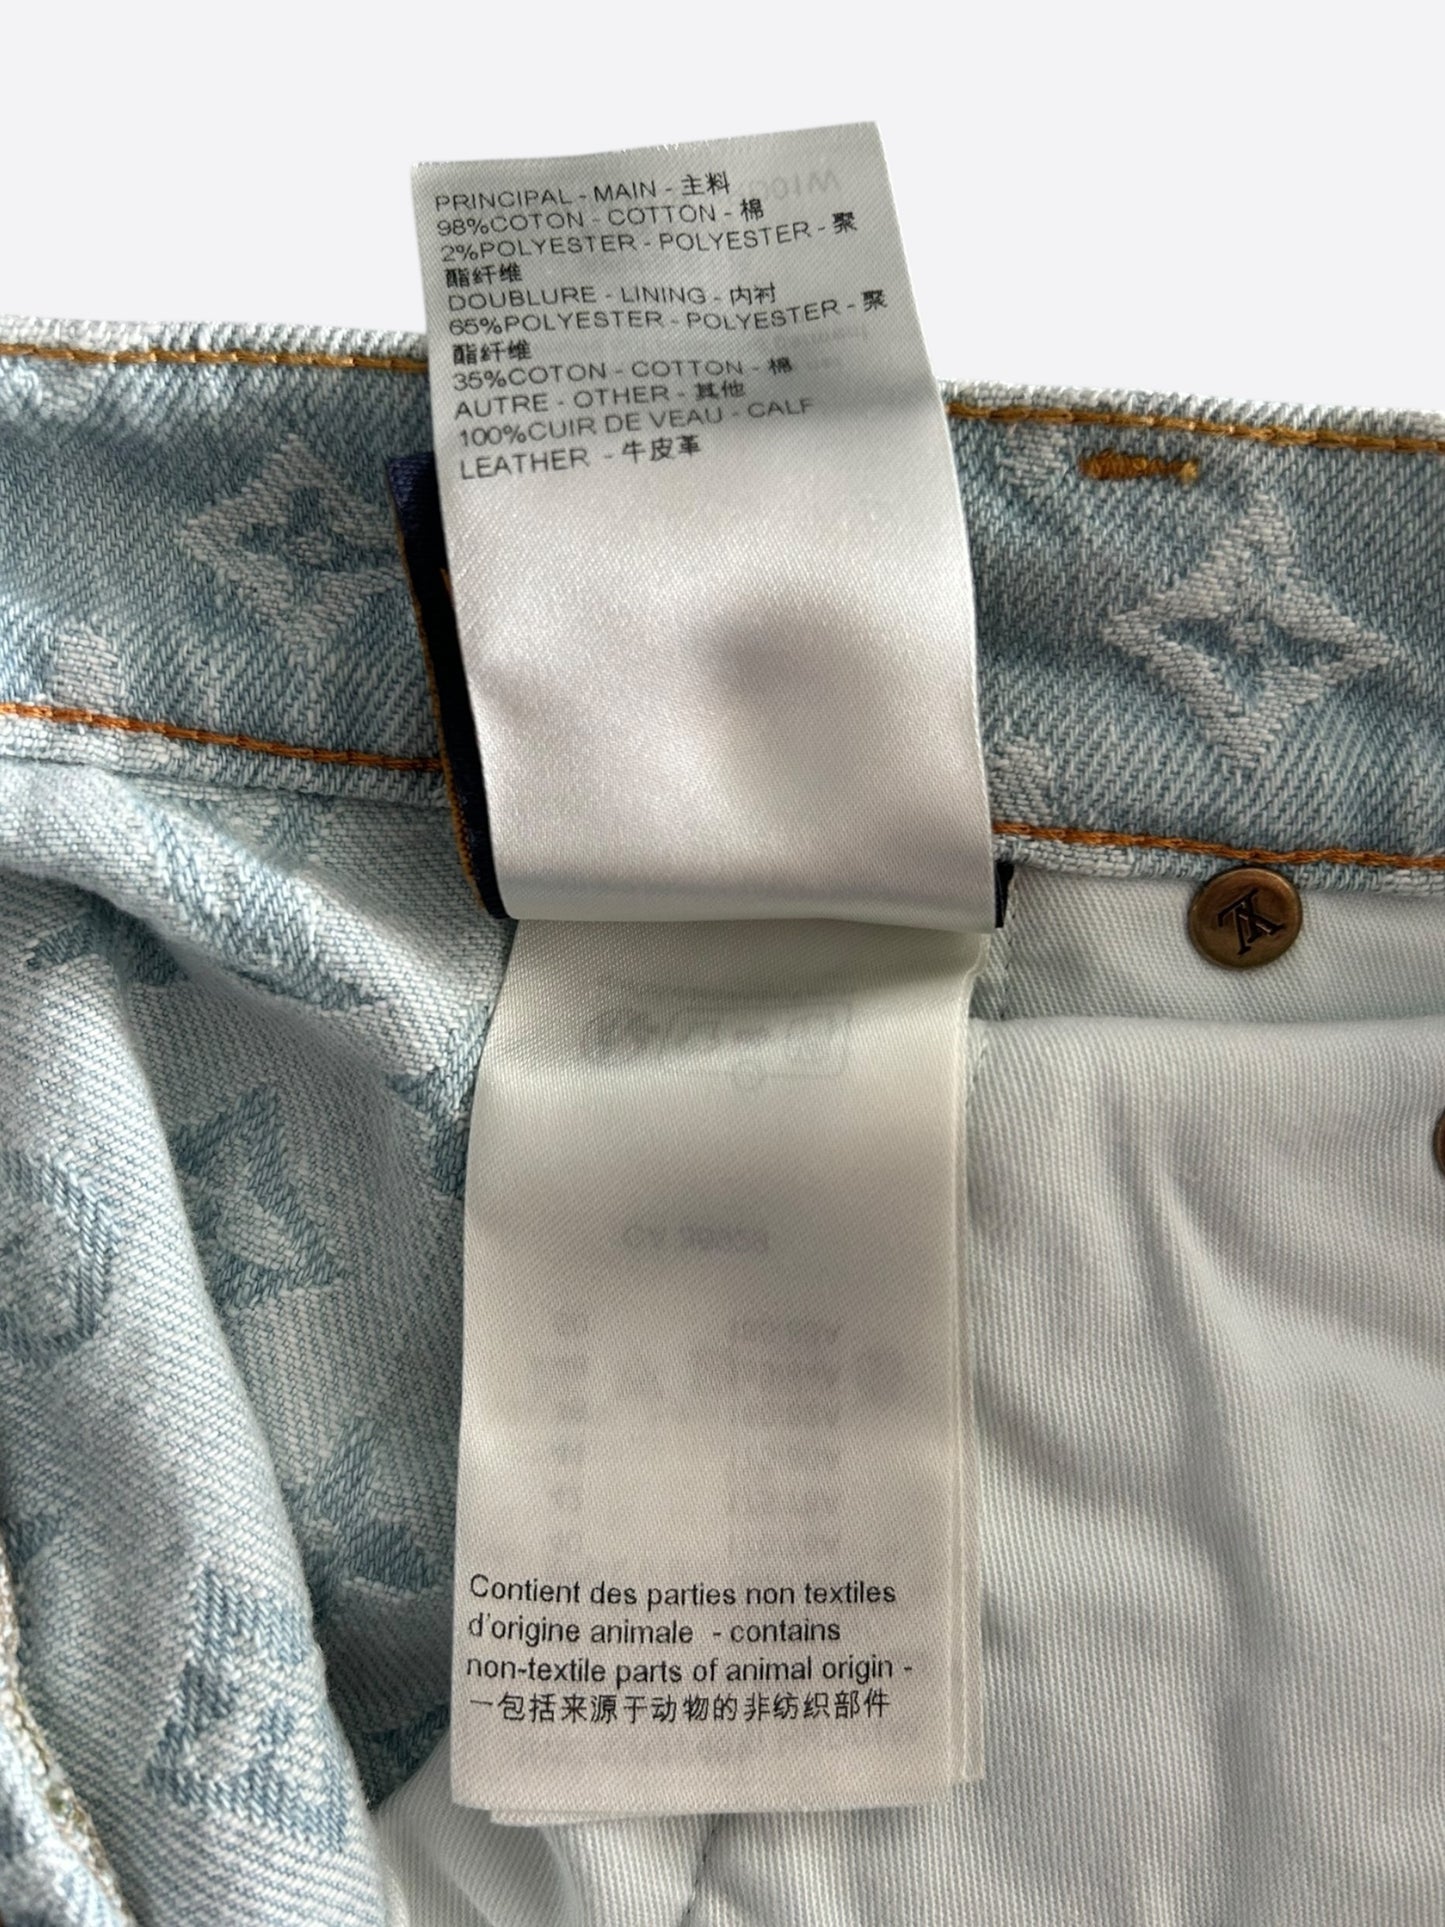 PRINCIPAL - MAIN - 主料
98%COTON - COTTON - 棉
2%POLYESTER - POLYESTER - 聚
酯纤维
DOUBLURE - LINING - 内衬
65%POLYESTER - POLYESTER - 聚
酯纤维
35%COTON - COTTON - 棉
AUTRE - OTHER - 其他
100%CUIR DE VEAU - CALF
LEATHER - 牛皮革
LV
Contient des parties non textiles
d'origine animale - contains
non-textile parts of animal origin -
一包括来源于动物的非纺织部件